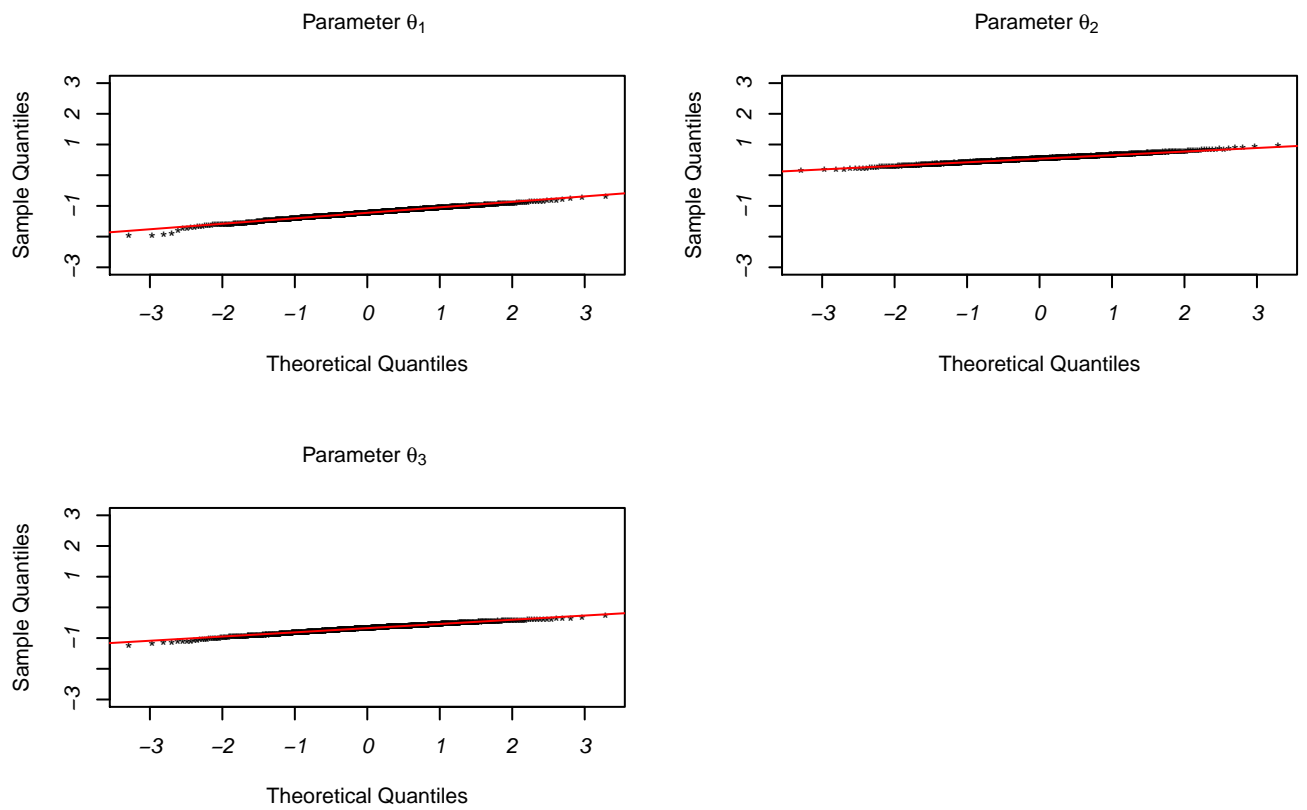 Parameter θ1
Sample Quantiles
3
2
1
−1
−3
−3 −2 −1 0 1 2 3
Theoretical Quantiles
Parameter θ2
Sample Quantiles
3
2
1
−1
−3
−3 −2 −1 0 1 2 3
Theoretical Quantiles
Parameter θ3
Sample Quantiles
3
2
1
−1
−3
−3 −2 −1 0 1 2 3
Theoretical Quantiles